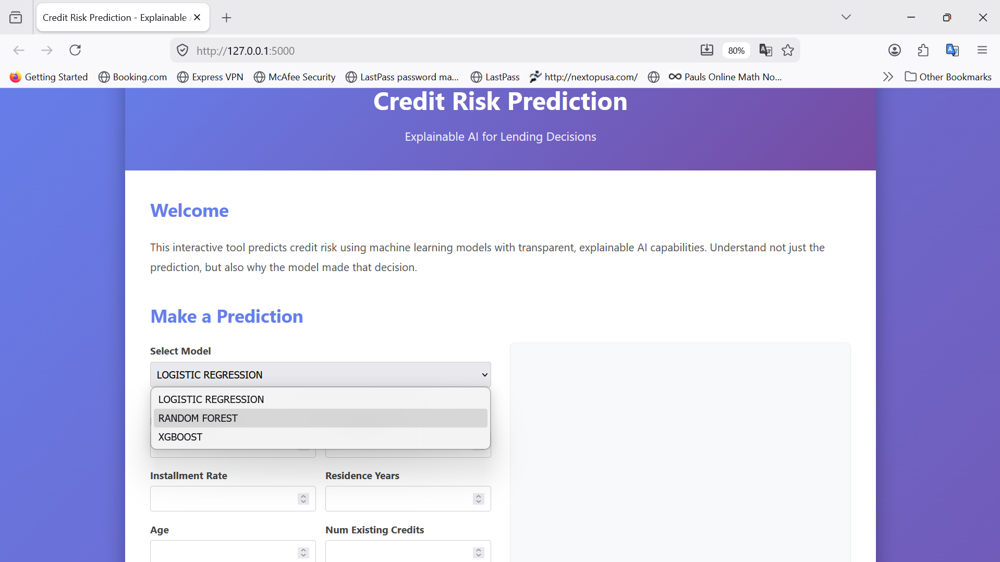 Credit Risk Prediction - Explainable
http://127.0.0.1:5000
80%
Getting Started
Booking.com
Express VPN
McAfee Security
LastPass password ma...
LastPass
http://nextopusa.com/
Pauls Online Math No...
Other Bookmarks
Credit Risk Prediction
Explainable AI for Lending Decisions
Welcome
This interactive tool predicts credit risk using machine learning models with transparent, explainable AI capabilities. Understand not just the
prediction, but also why the model made that decision.
Make a Prediction
Select Model
LOGISTIC REGRESSION
LOGISTIC REGRESSION
RANDOM FOREST
XGBOOST
Installment Rate
Residence Years
Age
Num Existing Credits